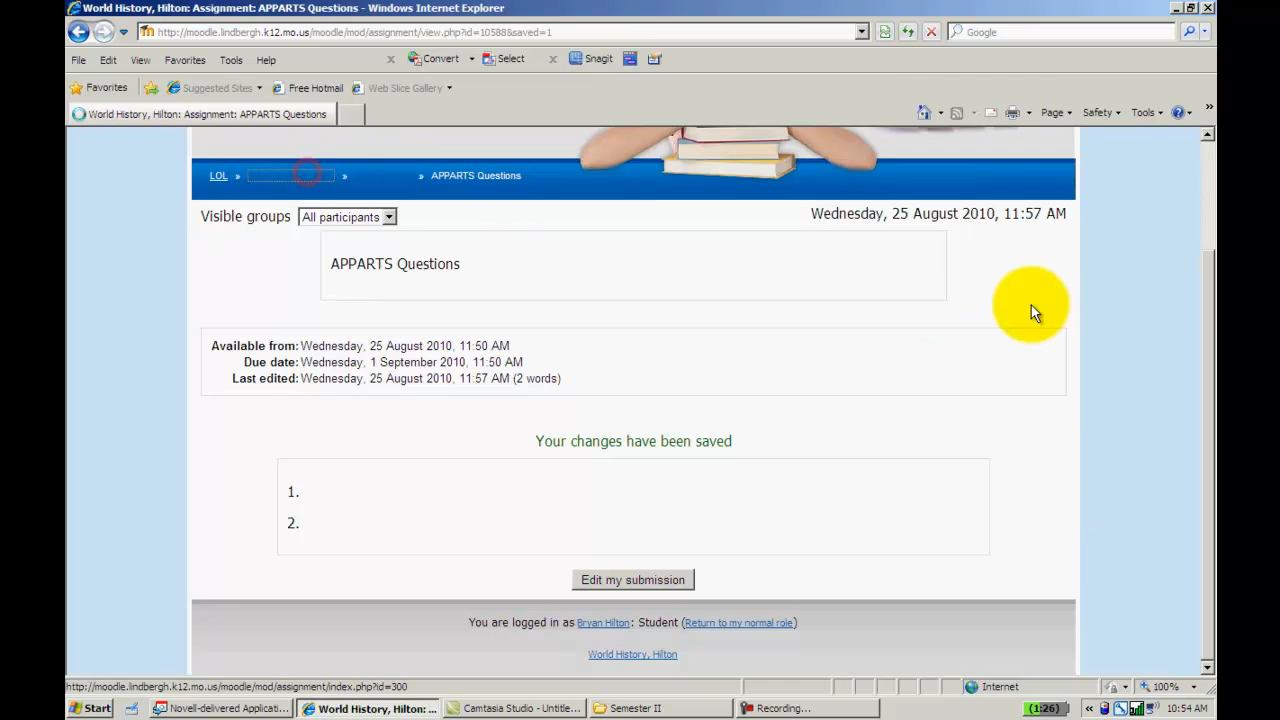 World History, Hilton: Assignment: APPARTS Questions - Windows Internet Explorer
http://moodle.lindbergh.k12.mo.us/moodle/mod/assignment/view.php?id=10588&saved=1
Google
File Edit View Favorites Tools Help
Convert Select Snagit
Favorites Suggested Sites Free Hotmail Web Slice Gallery
World History, Hilton: Assignment: APPARTS Questions
Page Safety Tools
LOL » » » APPARTS Questions
Visible groups All participants
Wednesday, 25 August 2010, 11:57 AM
APPARTS Questions
Available from: Wednesday, 25 August 2010, 11:50 AM
Due date: Wednesday, 1 September 2010, 11:50 AM
Last edited: Wednesday, 25 August 2010, 11:57 AM (2 words)
Your changes have been saved
1.
2.
Edit my submission
You are logged in as Bryan Hilton: Student (Return to my normal role)
World History, Hilton
http://moodle.lindbergh.k12.mo.us/moodle/mod/assignment/index.php?id=300
Internet
100%
Start Novell-delivered Applicati... World History, Hilton: ... Camtasia Studio - Untitle... Semester II Recording... (1:26) « 10:54 AM